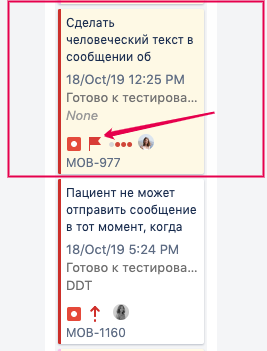 Сделать
человеческий текст в
сообщении об
18/Oct/19 12:25 PM
Готово к тестирова...
None
MOB-977
Пациент не может
отправить сообщение
в тот момент, когда
18/Oct/19 5:24 PM
Готово к тестирова...
DDT
MOB-1160